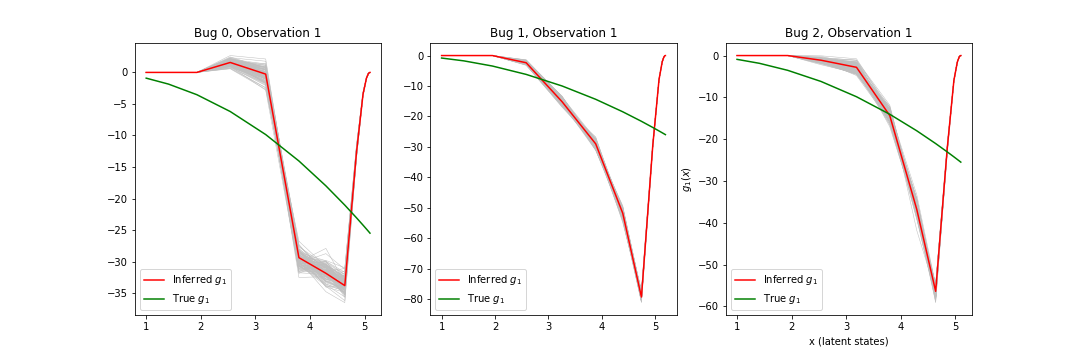 Bug 0, Observation 1
0
−5
−10
−15
−20
−25
−30
−35
1 2 3 4 5
Inferred g₁
True g₁
Bug 1, Observation 1
0
−10
−20
−30
−40
−50
−60
−70
−80
1 2 3 4 5
Inferred g₁
True g₁
Bug 2, Observation 1
g₁(x)
0
−10
−20
−30
−40
−50
−60
1 2 3 4 5
x (latent states)
Inferred g₁
True g₁